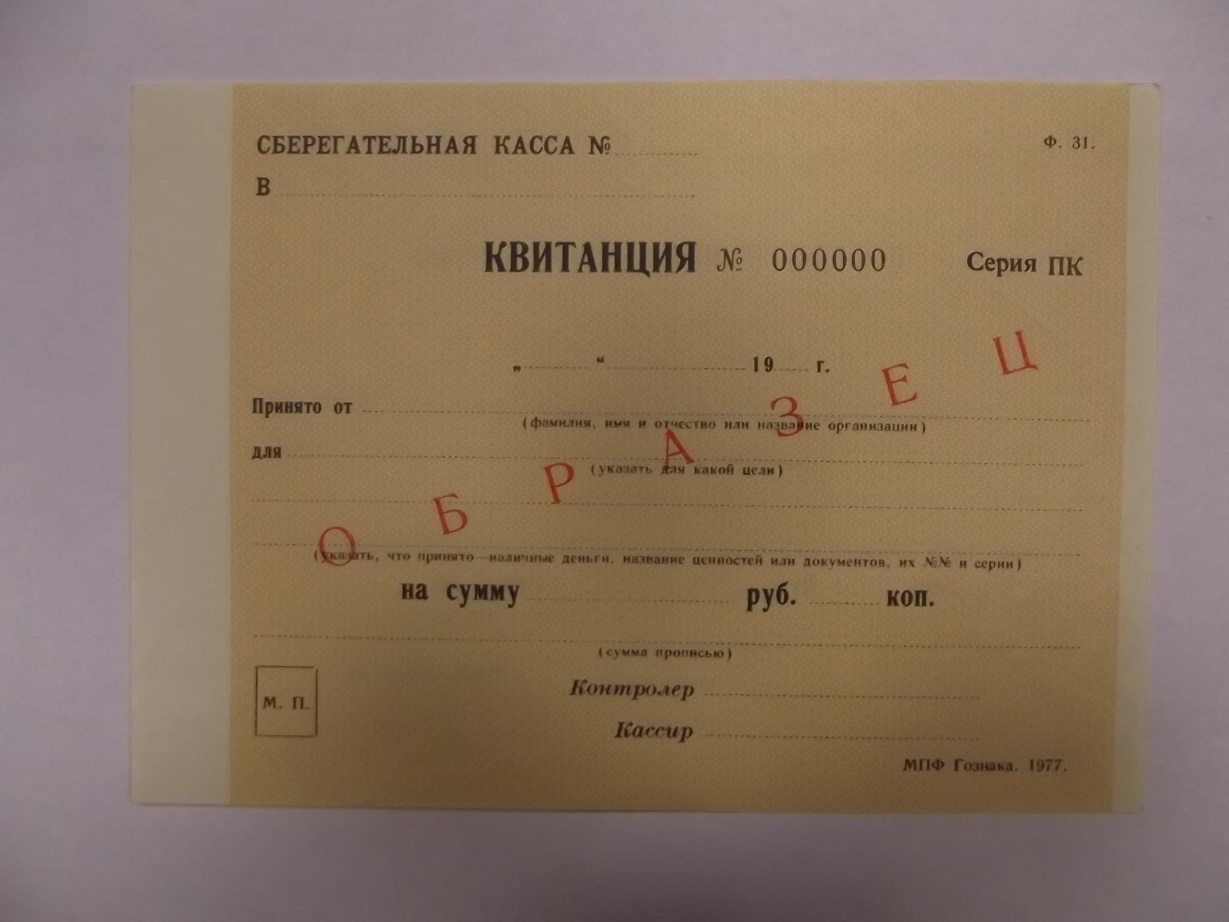 СБЕРЕГАТЕЛЬНАЯ КАССА №
Ф. 31.
В
КВИТАНЦИЯ № 000000 Серия ПК
„ “ 19 г.
Принято от
(фамилия, имя и отчество или название организации)
для
(указать для какой цели)
ОБРАЗЕЦ
(указать, что принято—наличные деньги, название ценностей или документов, их №№ и серии)
на сумму руб. коп.
(сумма прописью)
М. П.
Контролер
Кассир
МПФ Гознака. 1977.